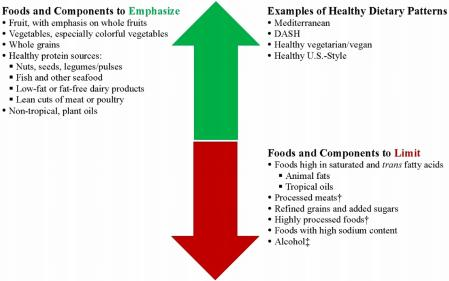 Foods and Components to Emphasize
• Fruit, with emphasis on whole fruits
• Vegetables, especially colorful vegetables
• Whole grains
• Healthy protein sources:
▪ Nuts, seeds, legumes/pulses
▪ Fish and other seafood
▪ Low-fat or fat-free dairy products
▪ Lean cuts of meat or poultry
• Non-tropical, plant oils
Examples of Healthy Dietary Patterns
• Mediterranean
• DASH
• Healthy vegetarian/vegan
• Healthy U.S.-Style
Foods and Components to Limit
• Foods high in saturated and trans fatty acids
▪ Animal fats
▪ Tropical oils
• Processed meats†
• Refined grains and added sugars
• Highly processed foods†
• Foods with high sodium content
• Alcohol‡